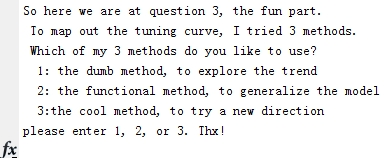 So here we are at question 3, the fun part.
To map out the tuning curve, I tried 3 methods.
Which of my 3 methods do you like to use?
1: the dumb method, to explore the trend
2: the functional method, to generalize the model
3:the cool method, to try a new direction
please enter 1, 2, or 3. Thx!
fx